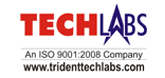 TECHLABS
An ISO 9001:2008 Company
www.tridenttechlabs.com